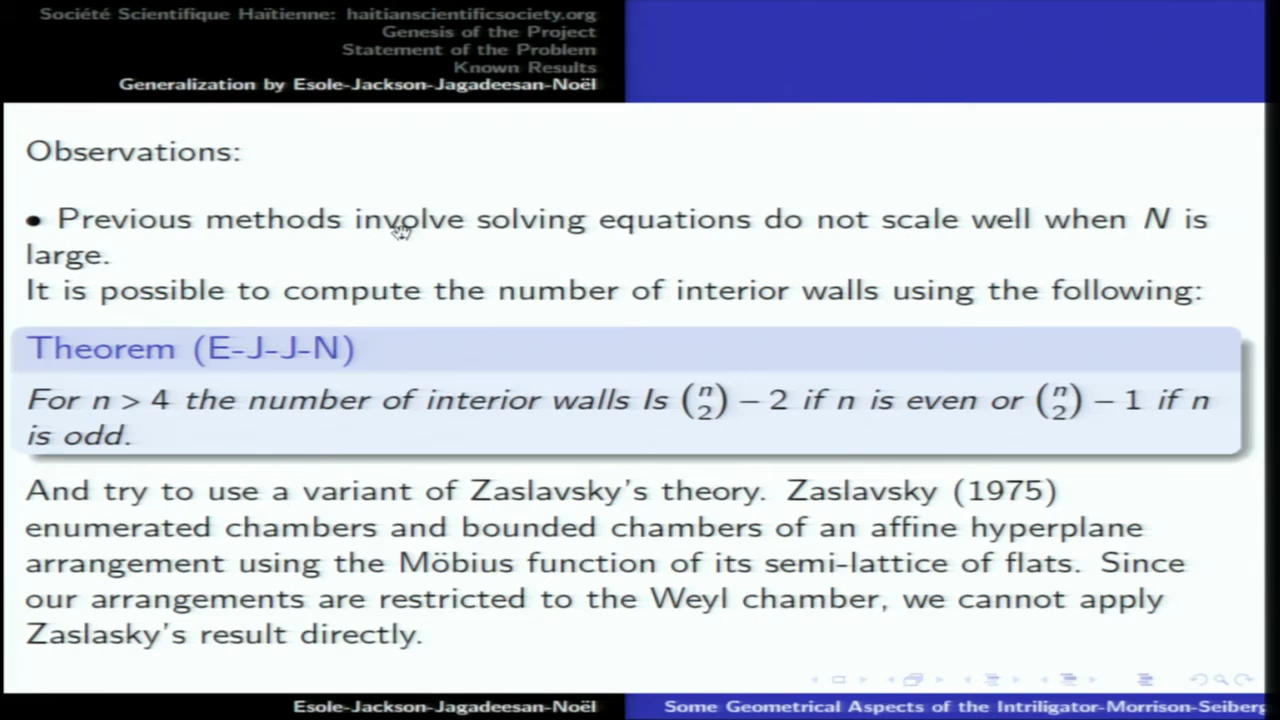 Société Scientifique Haïtienne: haitianscientificsociety.org
Genesis of the Project
Statement of the Problem
Known Results
Generalization by Esole-Jackson-Jagadeesan-Noël
Observations:
• Previous methods involve solving equations do not scale well when N is
large.
It is possible to compute the number of interior walls using the following:
Theorem (E-J-J-N)
For n > 4 the number of interior walls Is (n 2) − 2 if n is even or (n 2) − 1 if n
is odd.
And try to use a variant of Zaslavsky's theory. Zaslavsky (1975)
enumerated chambers and bounded chambers of an affine hyperplane
arrangement using the Möbius function of its semi-lattice of flats. Since
our arrangements are restricted to the Weyl chamber, we cannot apply
Zaslasky's result directly.
Esole-Jackson-Jagadeesan-Noël
Some Geometrical Aspects of the Intriligator-Morrison-Seiberg